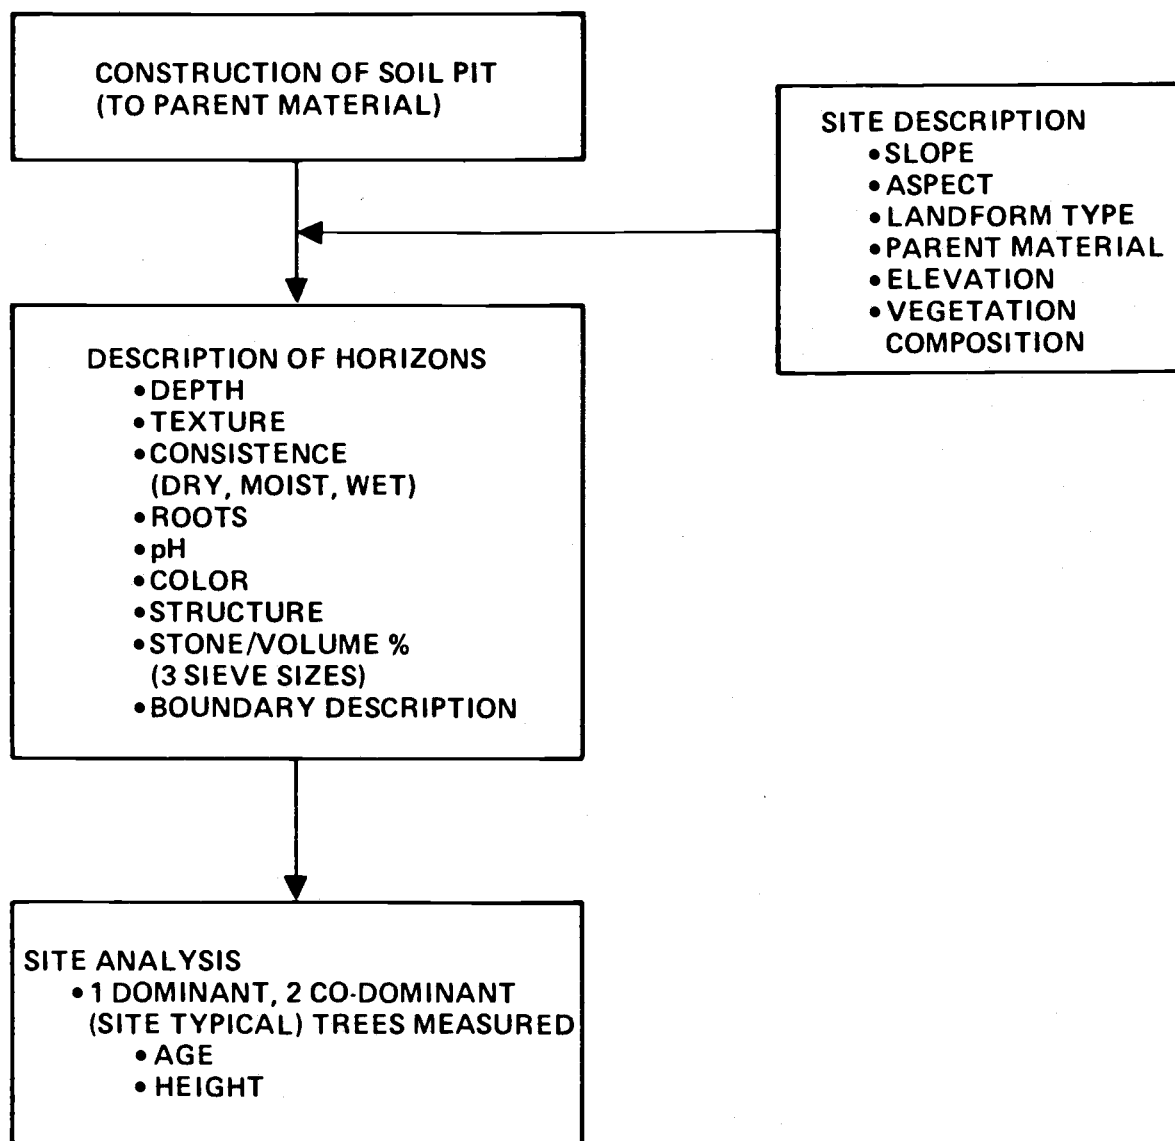 CONSTRUCTION OF SOIL PIT
(TO PARENT MATERIAL)
SITE DESCRIPTION
•SLOPE
•ASPECT
•LANDFORM TYPE
•PARENT MATERIAL
•ELEVATION
•VEGETATION
COMPOSITION
DESCRIPTION OF HORIZONS
•DEPTH
•TEXTURE
•CONSISTENCE
(DRY, MOIST, WET)
•ROOTS
•pH
•COLOR
•STRUCTURE
•STONE/VOLUME %
(3 SIEVE SIZES)
•BOUNDARY DESCRIPTION
SITE ANALYSIS
•1 DOMINANT, 2 CO-DOMINANT
(SITE TYPICAL) TREES MEASURED
•AGE
•HEIGHT